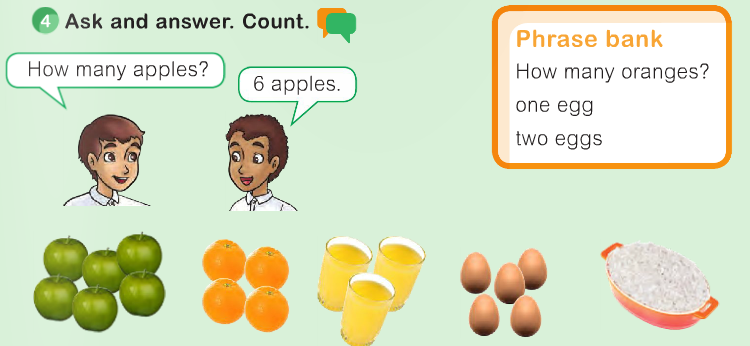 4 Ask and answer. Count.
How many apples?
6 apples.
Phrase bank
How many oranges?
one egg
two eggs